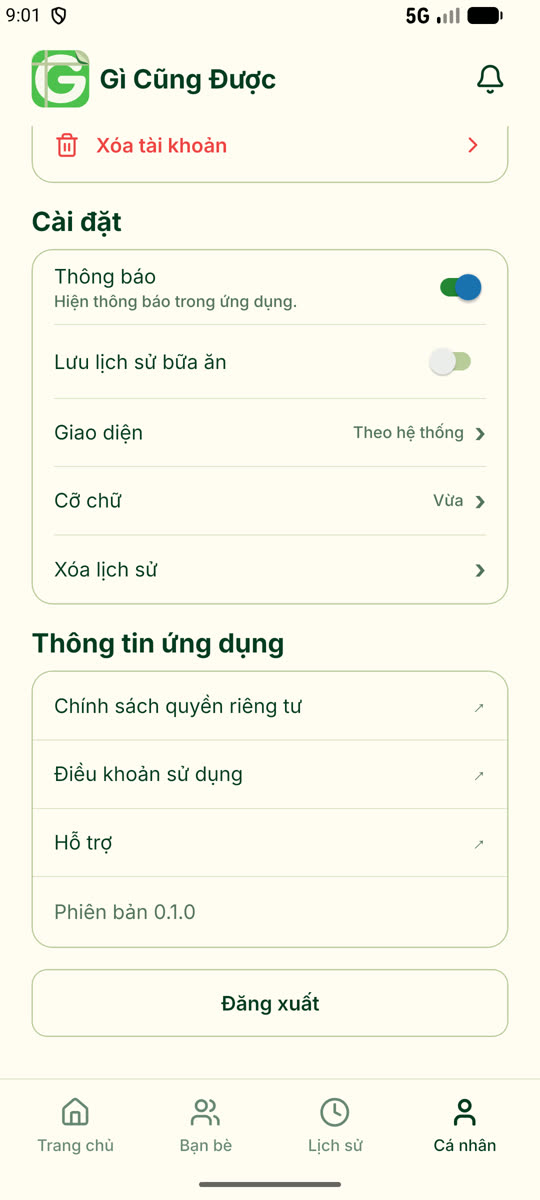 9:01
5G
Gì Cũng Được
Xóa tài khoản
Cài đặt
Thông báo
Hiện thông báo trong ứng dụng.
Lưu lịch sử bữa ăn
Giao diện Theo hệ thống
Cỡ chữ Vừa
Xóa lịch sử
Thông tin ứng dụng
Chính sách quyền riêng tư
Điều khoản sử dụng
Hỗ trợ
Phiên bản 0.1.0
Đăng xuất
Trang chủ Bạn bè Lịch sử Cá nhân